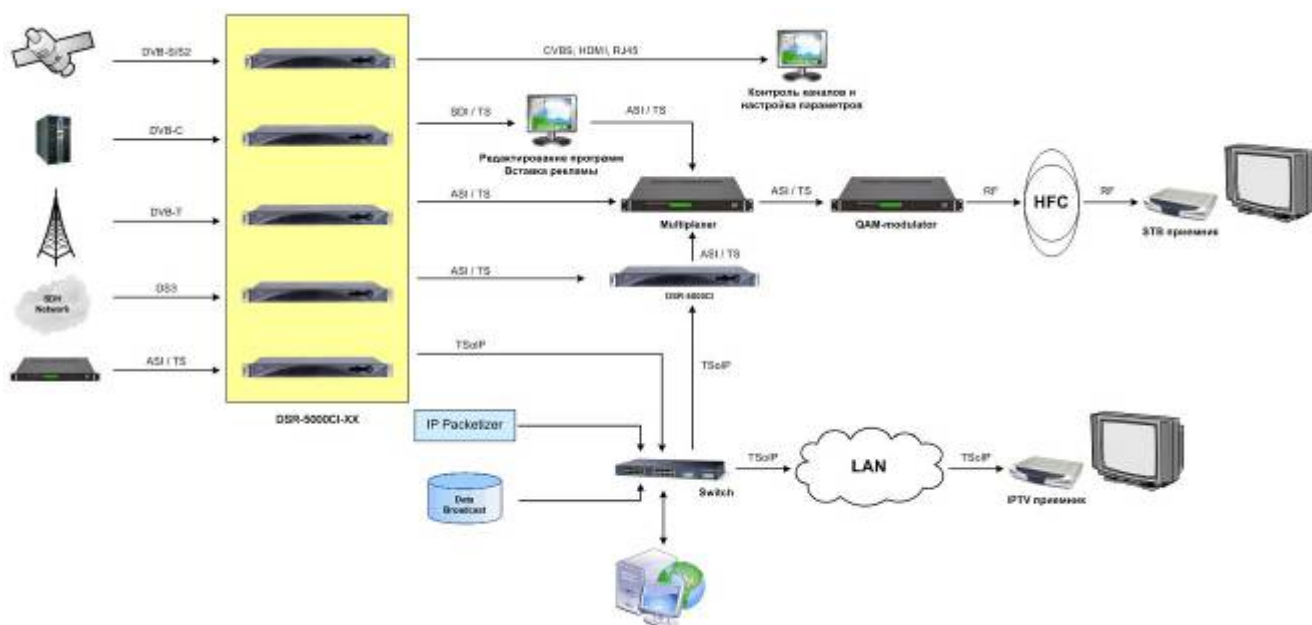 DVB-S/S2
CVBS, HDMI, RJ45
Контроль каналов и
настройка параметров
DVB-C
SDI / TS
ASI / TS
Редактирование программ
Вставка рекламы
DVB-T
ASI / TS
Multiplexer
ASI / TS
QAM-modulator
RF
HFC
RF
STB приемник
ASI / TS
SDH
Network
DS3
ASI / TS
DSR-5000CI
ASI / TS
TSoIP
TSoIP
DSR-5000CI-XX
IP Packetizer
Switch
TSoIP
LAN
TSoIP
IPTV приемник
Data
Broadcast